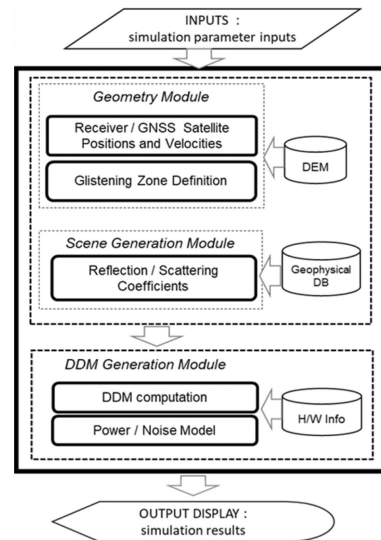 INPUTS :
simulation parameter inputs
Geometry Module
Receiver / GNSS Satellite
Positions and Velocities
Glistening Zone Definition
DEM
Scene Generation Module
Reflection / Scattering
Coefficients
Geophysical
DB
DDM Generation Module
DDM computation
Power / Noise Model
H/W Info
OUTPUT DISPLAY :
simulation results